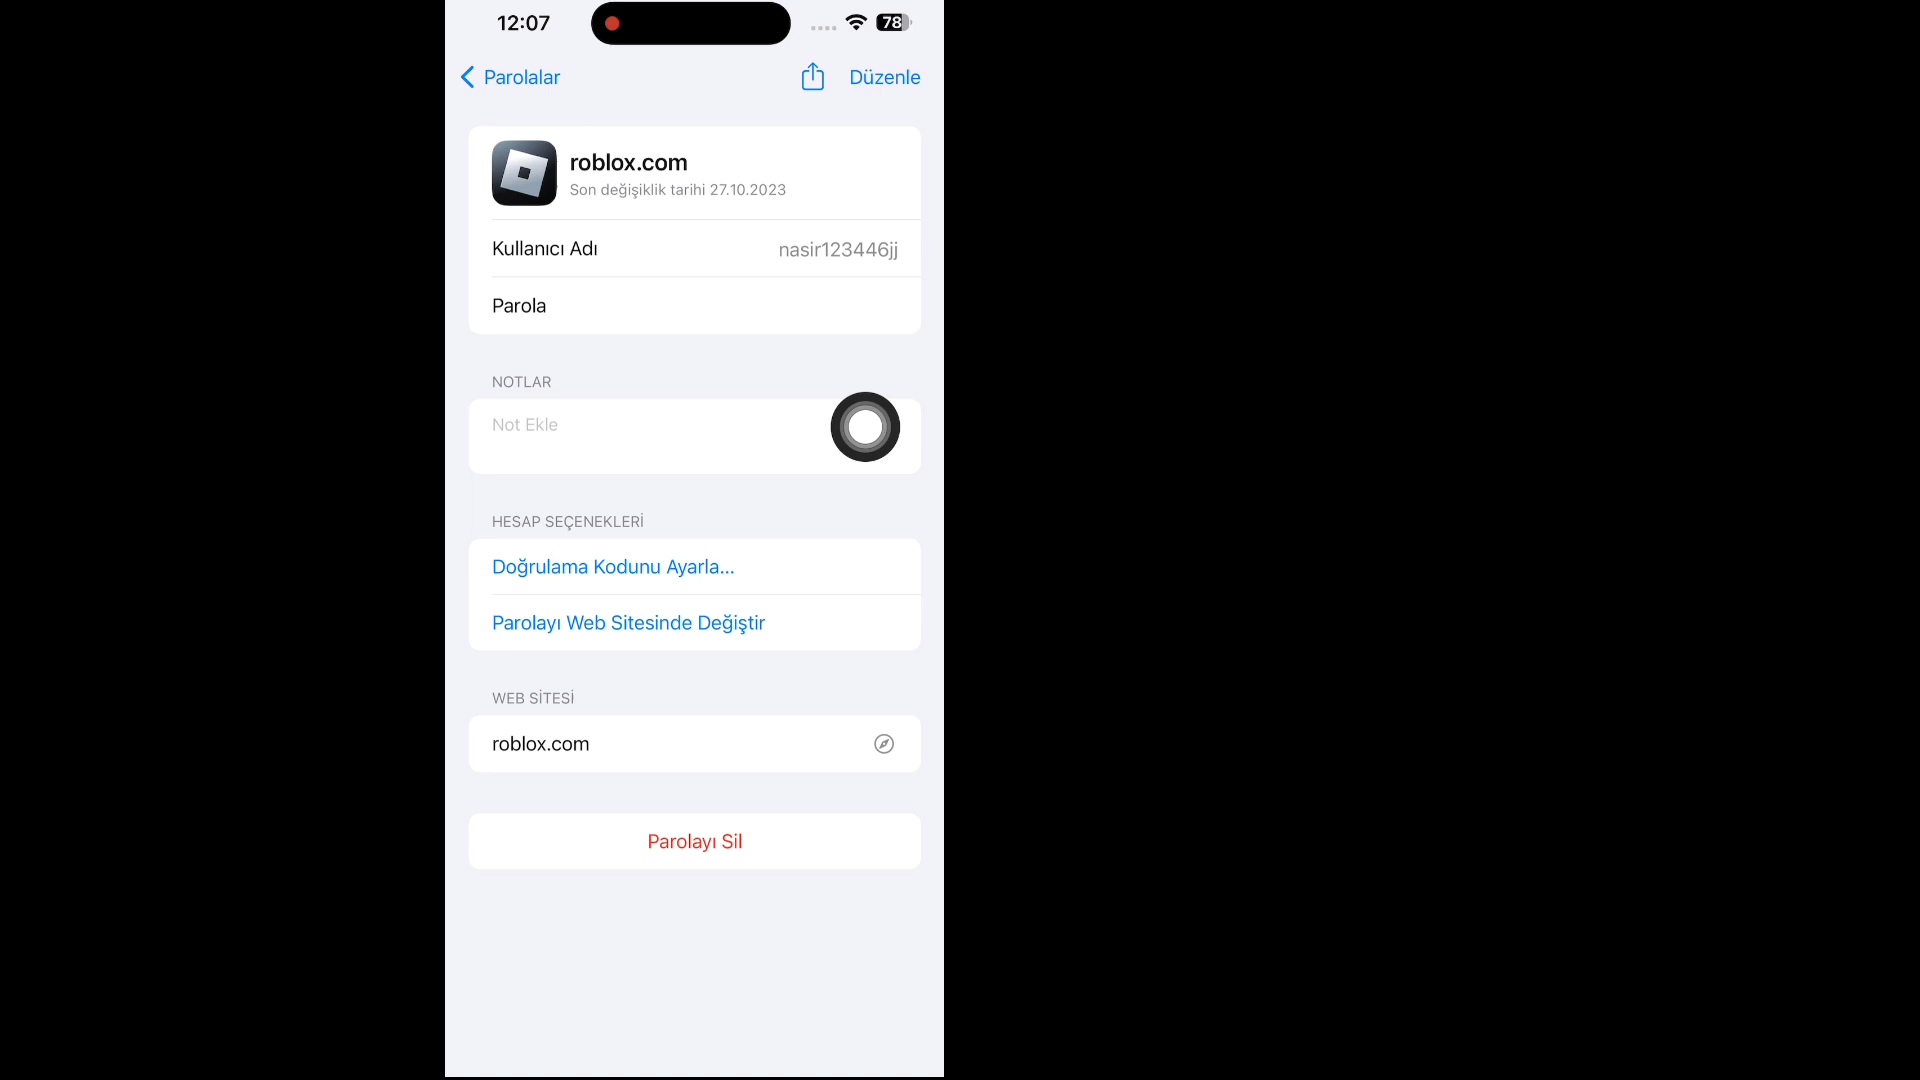 12:07
78
Parolalar
Düzenle
roblox.com
Son değişiklik tarihi 27.10.2023
Kullanıcı Adı
nasir123446jj
Parola
NOTLAR
Not Ekle
HESAP SEÇENEKLERİ
Doğrulama Kodunu Ayarla...
Parolayı Web Sitesinde Değiştir
WEB SİTESİ
roblox.com
Parolayı Sil